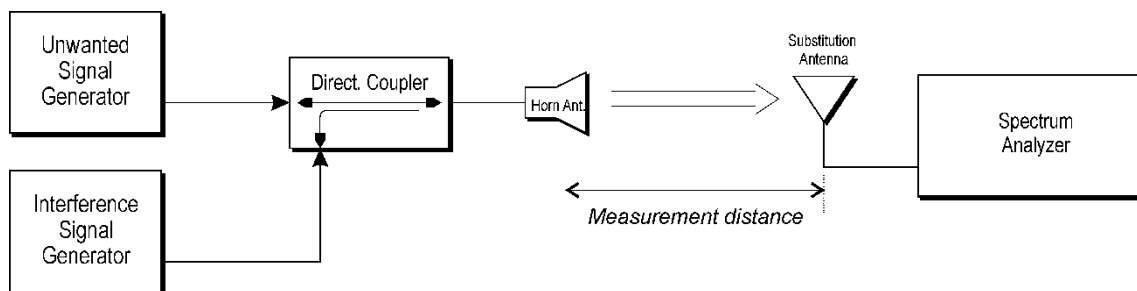 Unwanted
Signal
Generator
Direct. Coupler
Horn Ant.
Substitution
Antenna
Spectrum
Analyzer
Interference
Signal
Generator
Measurement distance